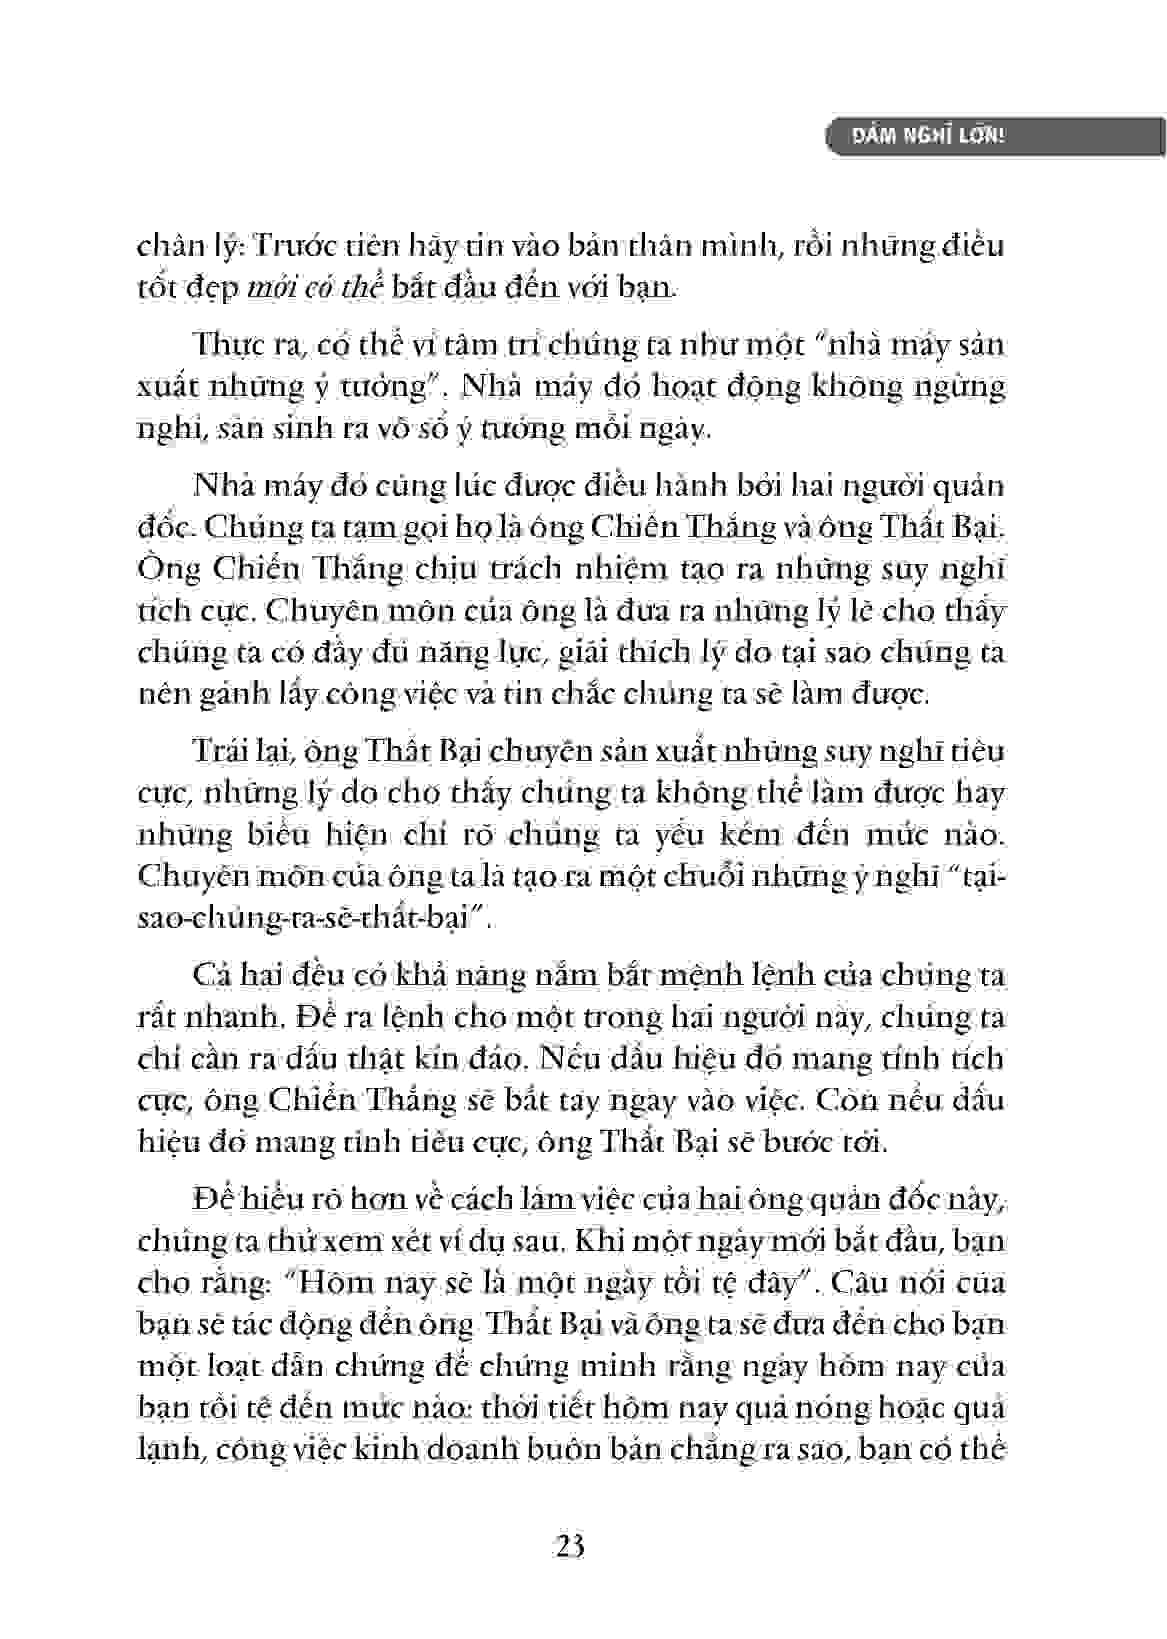 DÁM NGHĨ LỚN!
chân lý: Trước tiên hãy tin vào bản thân mình, rồi những điều
tốt đẹp mới có thể bắt đầu đến với bạn.
Thực ra, có thể ví tâm trí chúng ta như một “nhà máy sản
xuất những ý tưởng”. Nhà máy đó hoạt động không ngừng
nghỉ, sản sinh ra vô số ý tưởng mỗi ngày.
Nhà máy đó cùng lúc được điều hành bởi hai người quản
đốc. Chúng ta tạm gọi họ là ông Chiến Thắng và ông Thất Bại.
Ông Chiến Thắng chịu trách nhiệm tạo ra những suy nghĩ
tích cực. Chuyên môn của ông là đưa ra những lý lẽ cho thấy
chúng ta có đầy đủ năng lực, giải thích lý do tại sao chúng ta
nên gánh lấy công việc và tin chắc chúng ta sẽ làm được.
Trái lại, ông Thất Bại chuyên sản xuất những suy nghĩ tiêu
cực, những lý do cho thấy chúng ta không thể làm được hay
những biểu hiện chỉ rõ chúng ta yếu kém đến mức nào.
Chuyên môn của ông ta là tạo ra một chuỗi những ý nghĩ “tại-
sao-chúng-ta-sẽ-thất-bại”.
Cả hai đều có khả năng nắm bắt mệnh lệnh của chúng ta
rất nhanh. Để ra lệnh cho một trong hai người này, chúng ta
chỉ cần ra dấu thật kín đáo. Nếu dấu hiệu đó mang tính tích
cực, ông Chiến Thắng sẽ bắt tay ngay vào việc. Còn nếu dấu
hiệu đó mang tính tiêu cực, ông Thất Bại sẽ bước tới.
Để hiểu rõ hơn về cách làm việc của hai ông quản đốc này,
chúng ta thử xem xét ví dụ sau. Khi một ngày mới bắt đầu, bạn
cho rằng: “Hôm nay sẽ là một ngày tồi tệ đây”. Câu nói của
bạn sẽ tác động đến ông Thất Bại và ông ta sẽ đưa đến cho bạn
một loạt dẫn chứng để chứng minh rằng ngày hôm nay của
bạn tồi tệ đến mức nào: thời tiết hôm nay quá nóng hoặc quá
lạnh, công việc kinh doanh buôn bán chẳng ra sao, bạn có thể
23